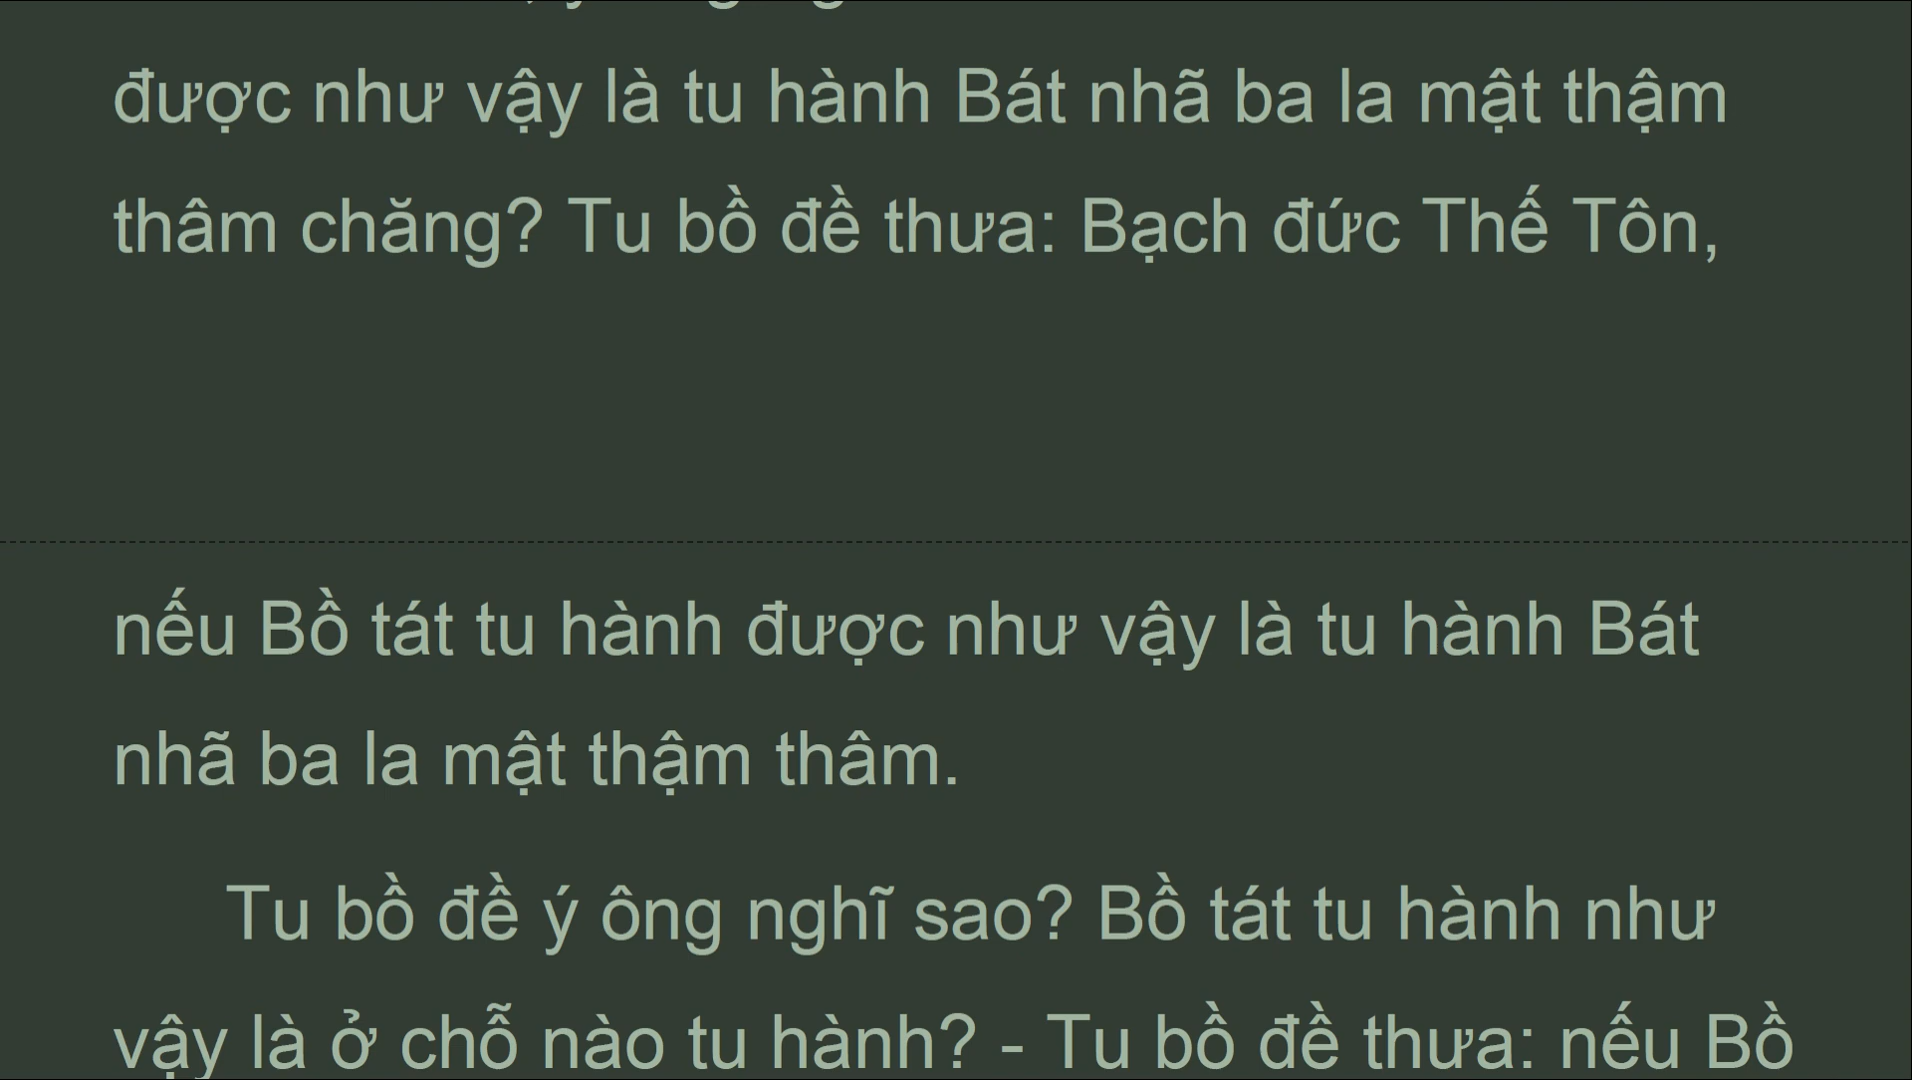 được như vậy là tu hành Bát nhã ba la mật thậm
thâm chăng? Tu bồ đề thưa: Bạch đức Thế Tôn,
nếu Bồ tát tu hành được như vậy là tu hành Bát
nhã ba la mật thậm thâm.
Tu bồ đề ý ông nghĩ sao? Bồ tát tu hành như
vậy là ở chỗ nào tu hành? - Tu bồ đề thưa: nếu Bồ